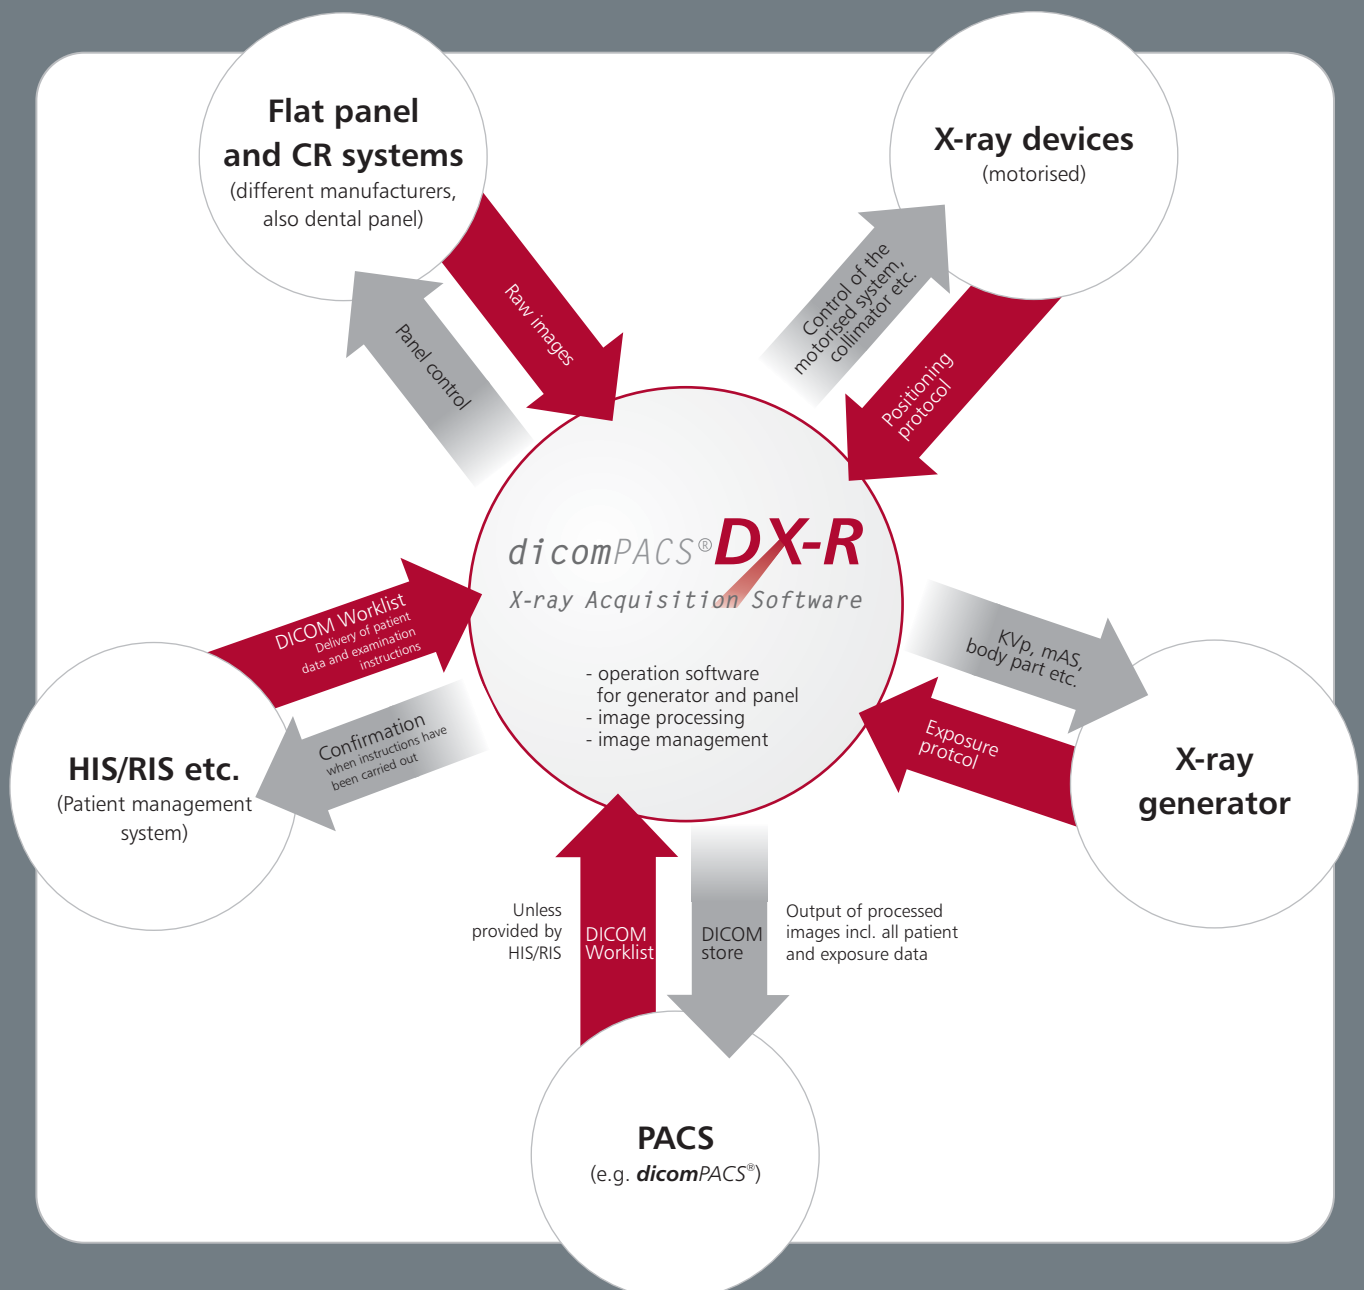 Flat panel
and CR systems
(different manufacturers,
also dental panel)
X-ray devices
(motorised)
Raw images
Panel control
Control of the
motorised system,
collimator etc.
Positioning
protocol
dicomPACS® DX-R
X-ray Acquisition Software
- operation software
for generator and panel
- image processing
- image management
DICOM Worklist
Delivery of patient
data and examination
instructions
Confirmation
when instructions have
been carried out
HIS/RIS etc.
(Patient management
system)
KVp, mAS,
body part etc.
Exposure
protcol
X-ray
generator
Unless
provided by
HIS/RIS
DICOM
Worklist
DICOM
store
Output of processed
images incl. all patient
and exposure data
PACS
(e.g. dicomPACS®)